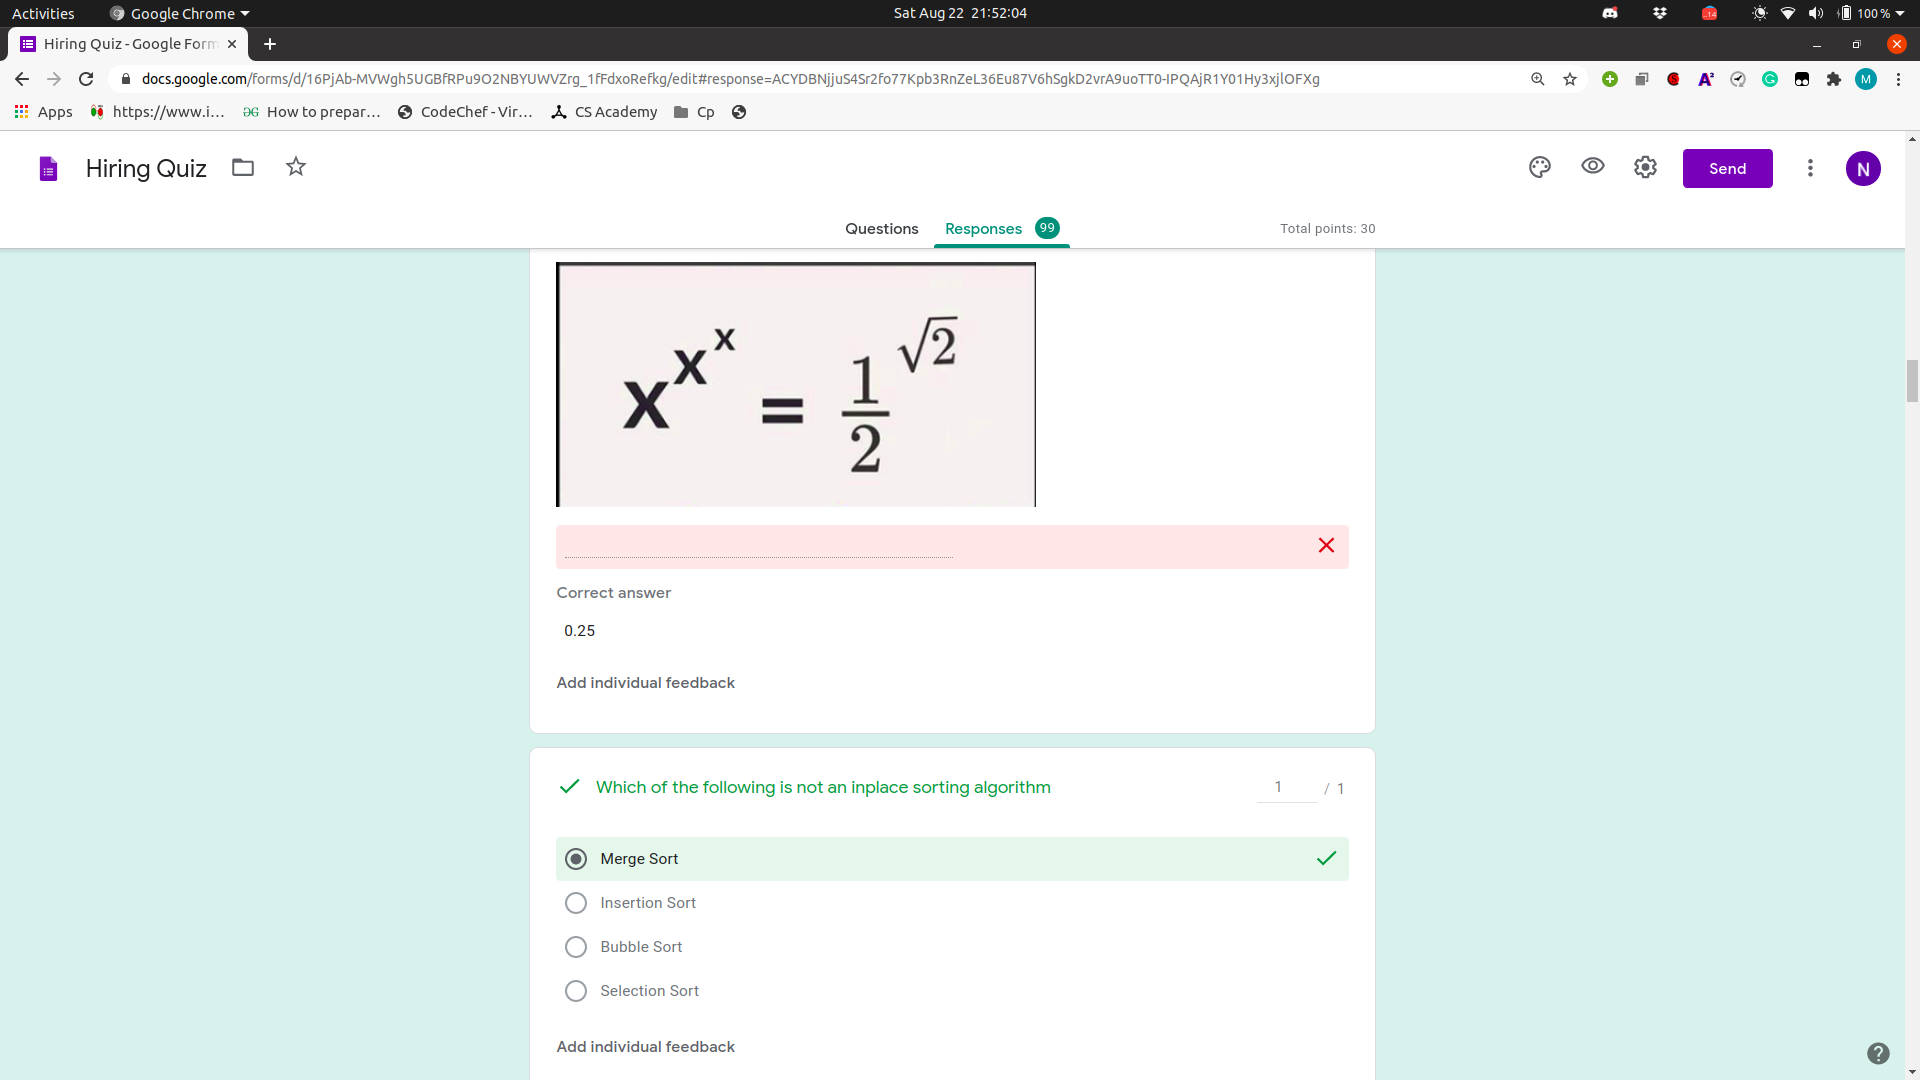 Activities Google Chrome Sat Aug 22 21:52:04 14 100 %
Hiring Quiz - Google Form
docs.google.com/forms/d/16PjAb-MVWgh5UGBfRPu9O2NBYUWVZrg_1fFdxoRefkg/edit#response=ACYDBNjjuS4Sr2fo77Kpb3RnZeL36Eu87V6hSgkD2vrA9uoTT0-IPQAjR1Y01Hy3xjlOFXg M
Apps https://www.i... How to prepar... CodeChef - Vir... CS Academy Cp
Hiring Quiz Send N
Questions Responses 99 Total points: 30
x^x^x = 1/2^√2
Correct answer
0.25
Add individual feedback
Which of the following is not an inplace sorting algorithm 1 / 1
Merge Sort
Insertion Sort
Bubble Sort
Selection Sort
Add individual feedback